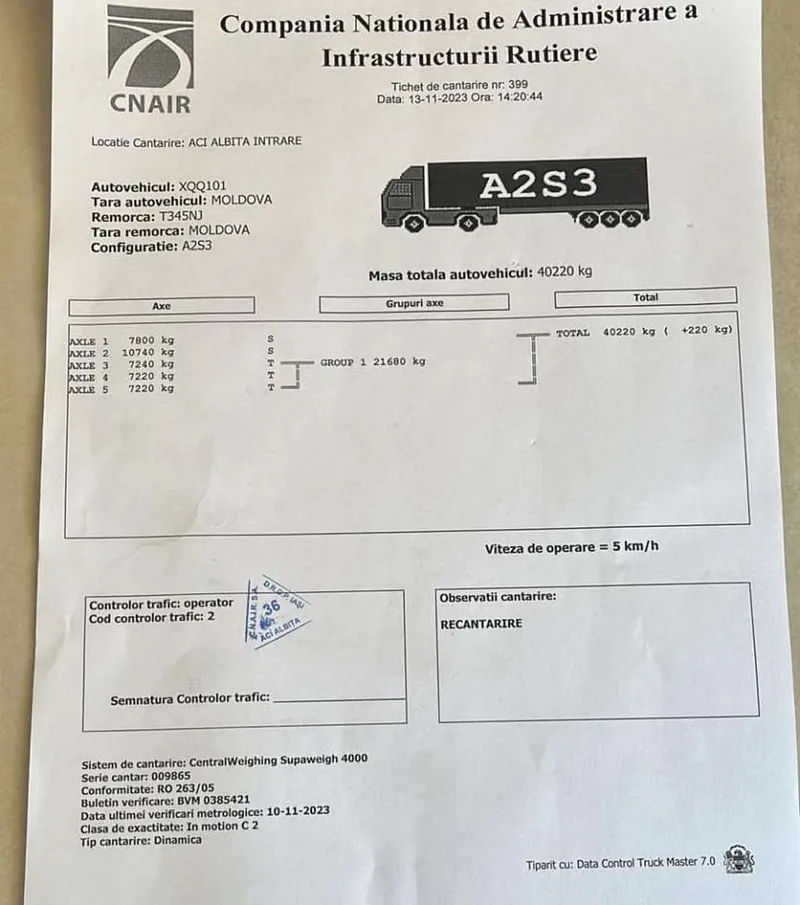 Compania Nationala de Administrare a
Infrastructurii Rutiere
CNAIR
Tichet de cantarire nr: 399
Data: 13-11-2023 Ora: 14:20:44
Locatie Cantarire: ACI ALBITA INTRARE
Autovehicul: XQQ101
Tara autovehicul: MOLDOVA
Remorca: T345NJ
Tara remorca: MOLDOVA
Configuratie: A2S3
A2S3
Masa totala autovehicul: 40220 kg
Axe Grupuri axe Total
AXLE 1 7800 kg S TOTAL 40220 kg ( +220 kg)
AXLE 2 10740 kg S
AXLE 3 7240 kg T GROUP 1 21680 kg
AXLE 4 7220 kg T
AXLE 5 7220 kg T
Viteza de operare = 5 km/h
Controlor trafic: operator
Cod controlor trafic: 2
C.N.A.I.R. S.A.
D.R.D.P. IASI
36
ACI ALBITA
Semnatura Controlor trafic:
Observatii cantarire:
RECANTARIRE
Sistem de cantarire: CentralWeighing Supaweigh 4000
Serie cantar: 009865
Conformitate: RO 263/05
Buletin verificare: BVM 0385421
Data ultimei verificari metrologice: 10-11-2023
Clasa de exactitate: In motion C 2
Tip cantarire: Dinamica
Tiparit cu: Data Control Truck Master 7.0